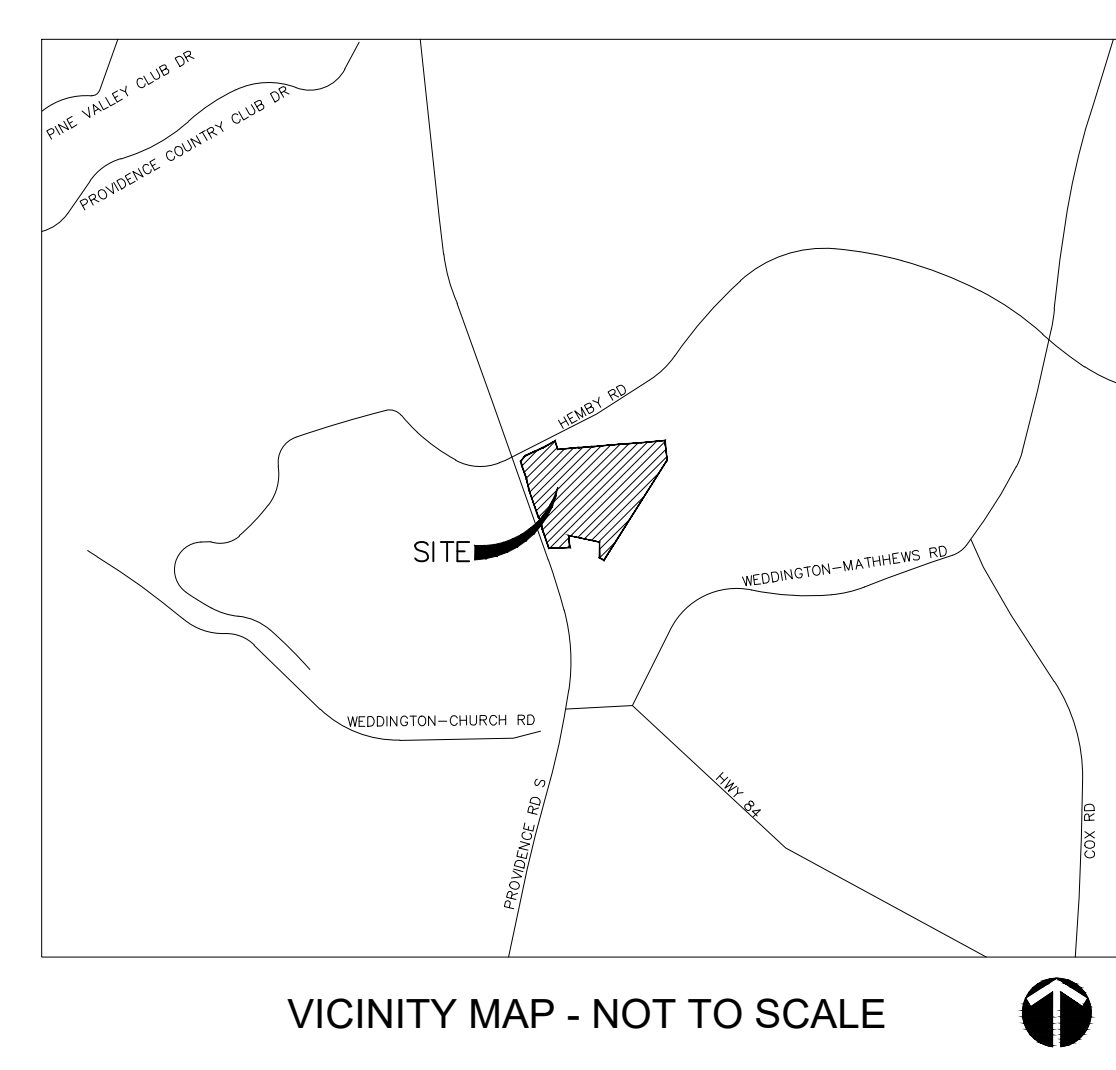 PINE VALLEY CLUB DR
PROVIDENCE COUNTRY CLUB DR
HEMBY RD
SITE
WEDDINGTON-MATHHEWS RD
WEDDINGTON-CHURCH RD
HWY 84
PROVIDENCE RD S
COX RD
VICINITY MAP - NOT TO SCALE